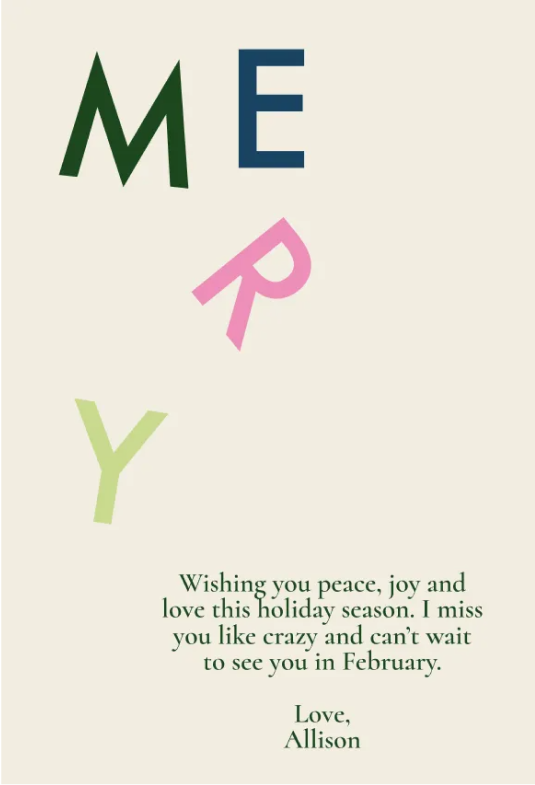 M E
R
Y
Wishing you peace, joy and
love this holiday season. I miss
you like crazy and can't wait
to see you in February.
Love,
Allison